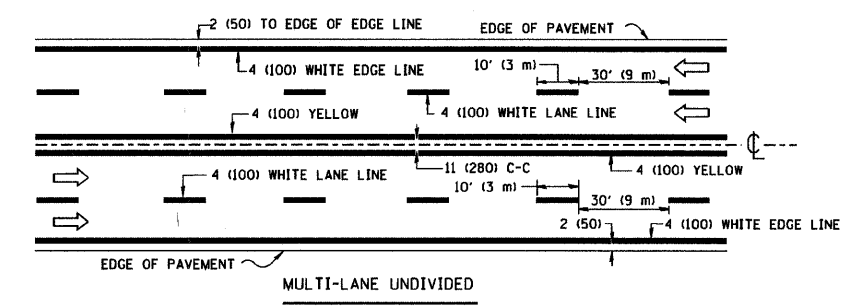 2 (50) TO EDGE OF EDGE LINE
EDGE OF PAVEMENT
4 (100) WHITE EDGE LINE
10' (3 m)
30' (9 m)
4 (100) YELLOW
4 (100) WHITE LANE LINE
℄
4 (100) WHITE LANE LINE
11 (280) C-C
4 (100) YELLOW
10' (3 m)
30' (9 m)
2 (50)
4 (100) WHITE EDGE LINE
EDGE OF PAVEMENT
MULTI-LANE UNDIVIDED